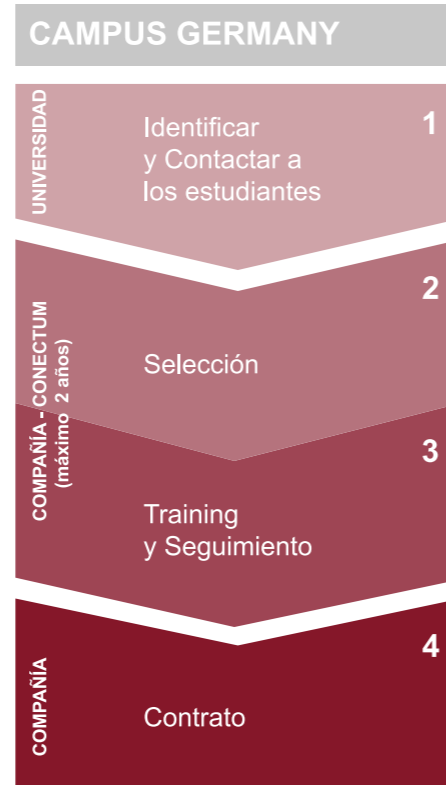 CAMPUS GERMANY
UNIVERSIDAD
1
Identificar
y Contactar a
los estudiantes
COMPAÑÍA - CONECTUM
(máximo 2 años)
2
Selección
3
Training
y Seguimiento
COMPAÑÍA
4
Contrato